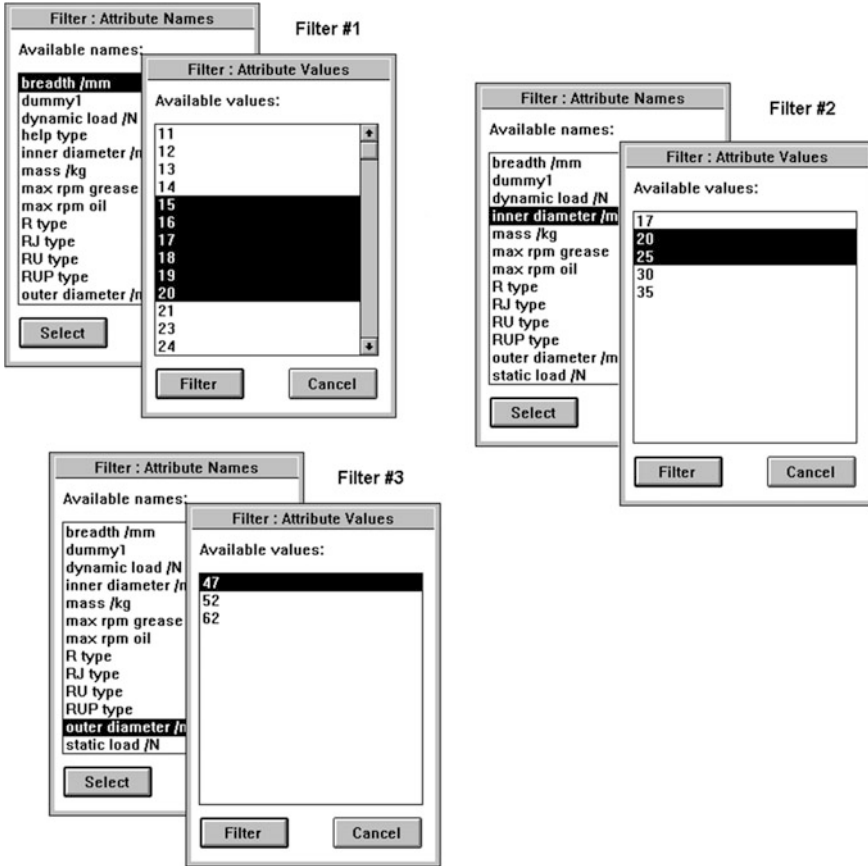 Filter : Attribute Names
Filter #1
Available names:
breadth /mm
dummy1
dynamic load /N
help type
inner diameter /m
mass /kg
max rpm grease
max rpm oil
R type
RJ type
RU type
RUP type
outer diameter /m
Select
Filter : Attribute Values
Available values:
11
12
13
14
15
16
17
18
19
20
21
23
24
Filter
Cancel
Filter : Attribute Names
Filter #2
Available names:
breadth /mm
dummy1
dynamic load /N
inner diameter /m
mass /kg
max rpm grease
max rpm oil
R type
RJ type
RU type
RUP type
outer diameter /m
static load /N
Select
Filter : Attribute Values
Available values:
17
20
25
30
35
Filter
Cancel
Filter : Attribute Names
Filter #3
Available names:
breadth /mm
dummy1
dynamic load /N
inner diameter /m
mass /kg
max rpm grease
max rpm oil
R type
RJ type
RU type
RUP type
outer diameter /m
static load /N
Select
Filter : Attribute Values
Available values:
47
52
62
Filter
Cancel